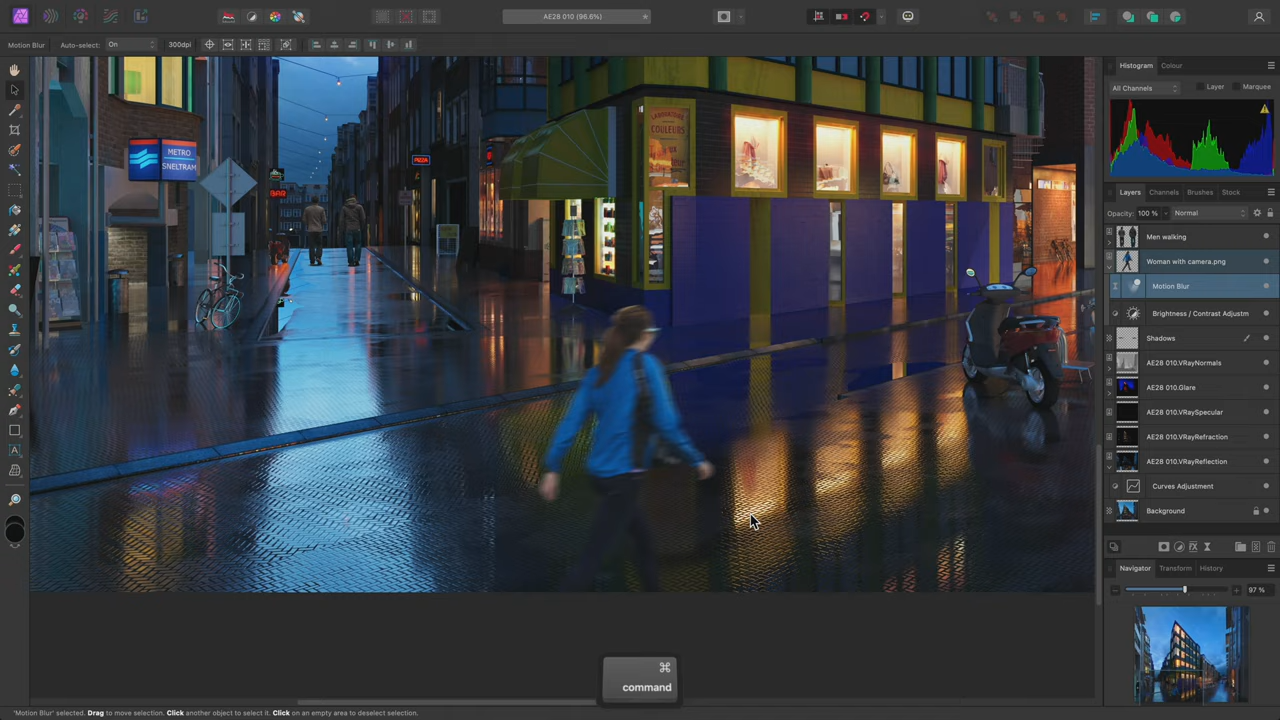 AE28 010 (96.6%)
Motion Blur
Auto-select:
On
300dpi
Histogram
Colour
All Channels
Layer
Marquee
Layers
Channels
Brushes
Stock
Opacity:
100 %
Normal
Men walking
Woman with camera.png
Motion Blur
Brightness / Contrast Adjustm
Shadows
AE28 010.VRayNormals
AE28 010.Glare
AE28 010.VRaySpecular
AE28 010.VRayRefraction
AE28 010.VRayReflection
Curves Adjustment
Background
Navigator
Transform
History
97 %
METRO
SNELTRAM
PIZZA
BAR
COULEURS
⌘
command
'Motion Blur' selected. Drag to move selection. Click another object to select it. Click on an empty area to deselect selection.